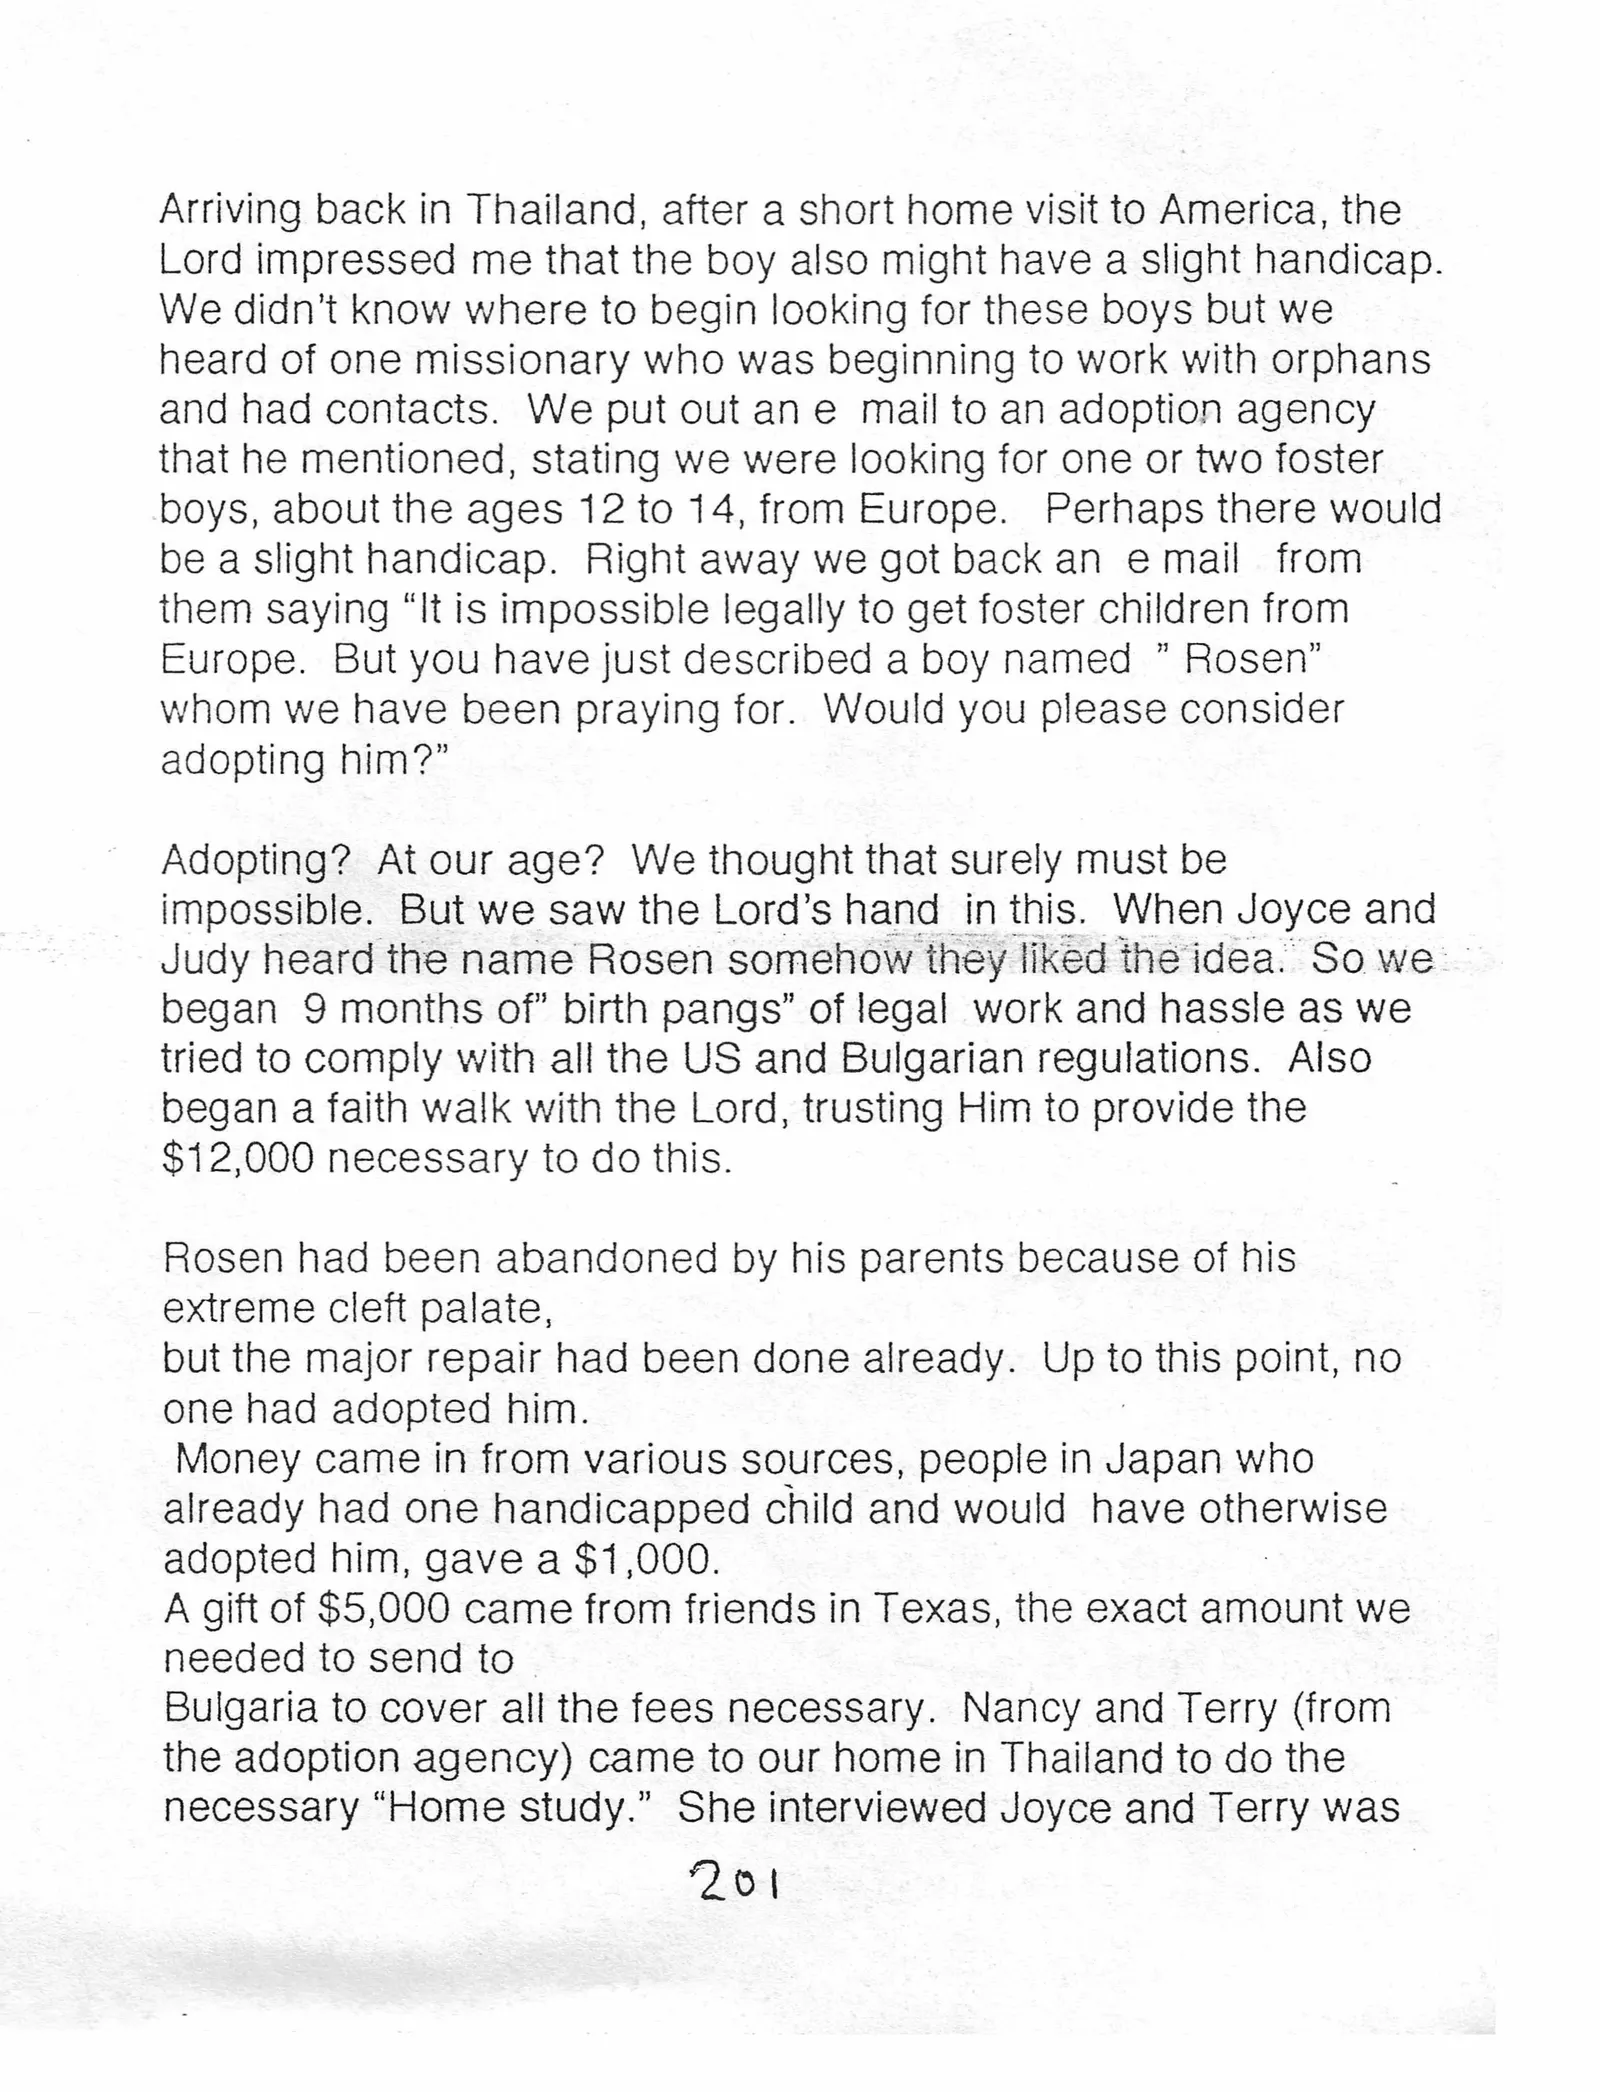 Arriving back in Thailand, after a short home visit to America, the
Lord impressed me that the boy also might have a slight handicap.
We didn't know where to begin looking for these boys but we
heard of one missionary who was beginning to work with orphans
and had contacts.  We put out an e  mail to an adoption agency
that he mentioned, stating we were looking for one or two foster
boys, about the ages 12 to 14, from Europe.   Perhaps there would
be a slight handicap.  Right away we got back an  e mail   from
them saying “It is impossible legally to get foster children from
Europe.  But you have just described a boy named  ” Rosen”
whom we have been praying for.  Would you please consider
adopting him?”
Adopting?  At our age?  We thought that surely must be
impossible.  But we saw the Lord's hand  in this.  When Joyce and
Judy heard the name Rosen somehow they liked the idea.  So we
began  9 months of” birth pangs” of legal  work and hassle as we
tried to comply with all the US and Bulgarian regulations.  Also
began a faith walk with the Lord, trusting Him to provide the
$12,000 necessary to do this.
Rosen had been abandoned by his parents because of his
extreme cleft palate,
but the major repair had been done already.  Up to this point, no
one had adopted him.
Money came in from various sources, people in Japan who
already had one handicapped child and would  have otherwise
adopted him, gave a $1,000.
A gift of $5,000 came from friends in Texas, the exact amount we
needed to send to
Bulgaria to cover all the fees necessary.  Nancy and Terry (from
the adoption agency) came to our home in Thailand to do the
necessary “Home study.”  She interviewed Joyce and Terry was
201